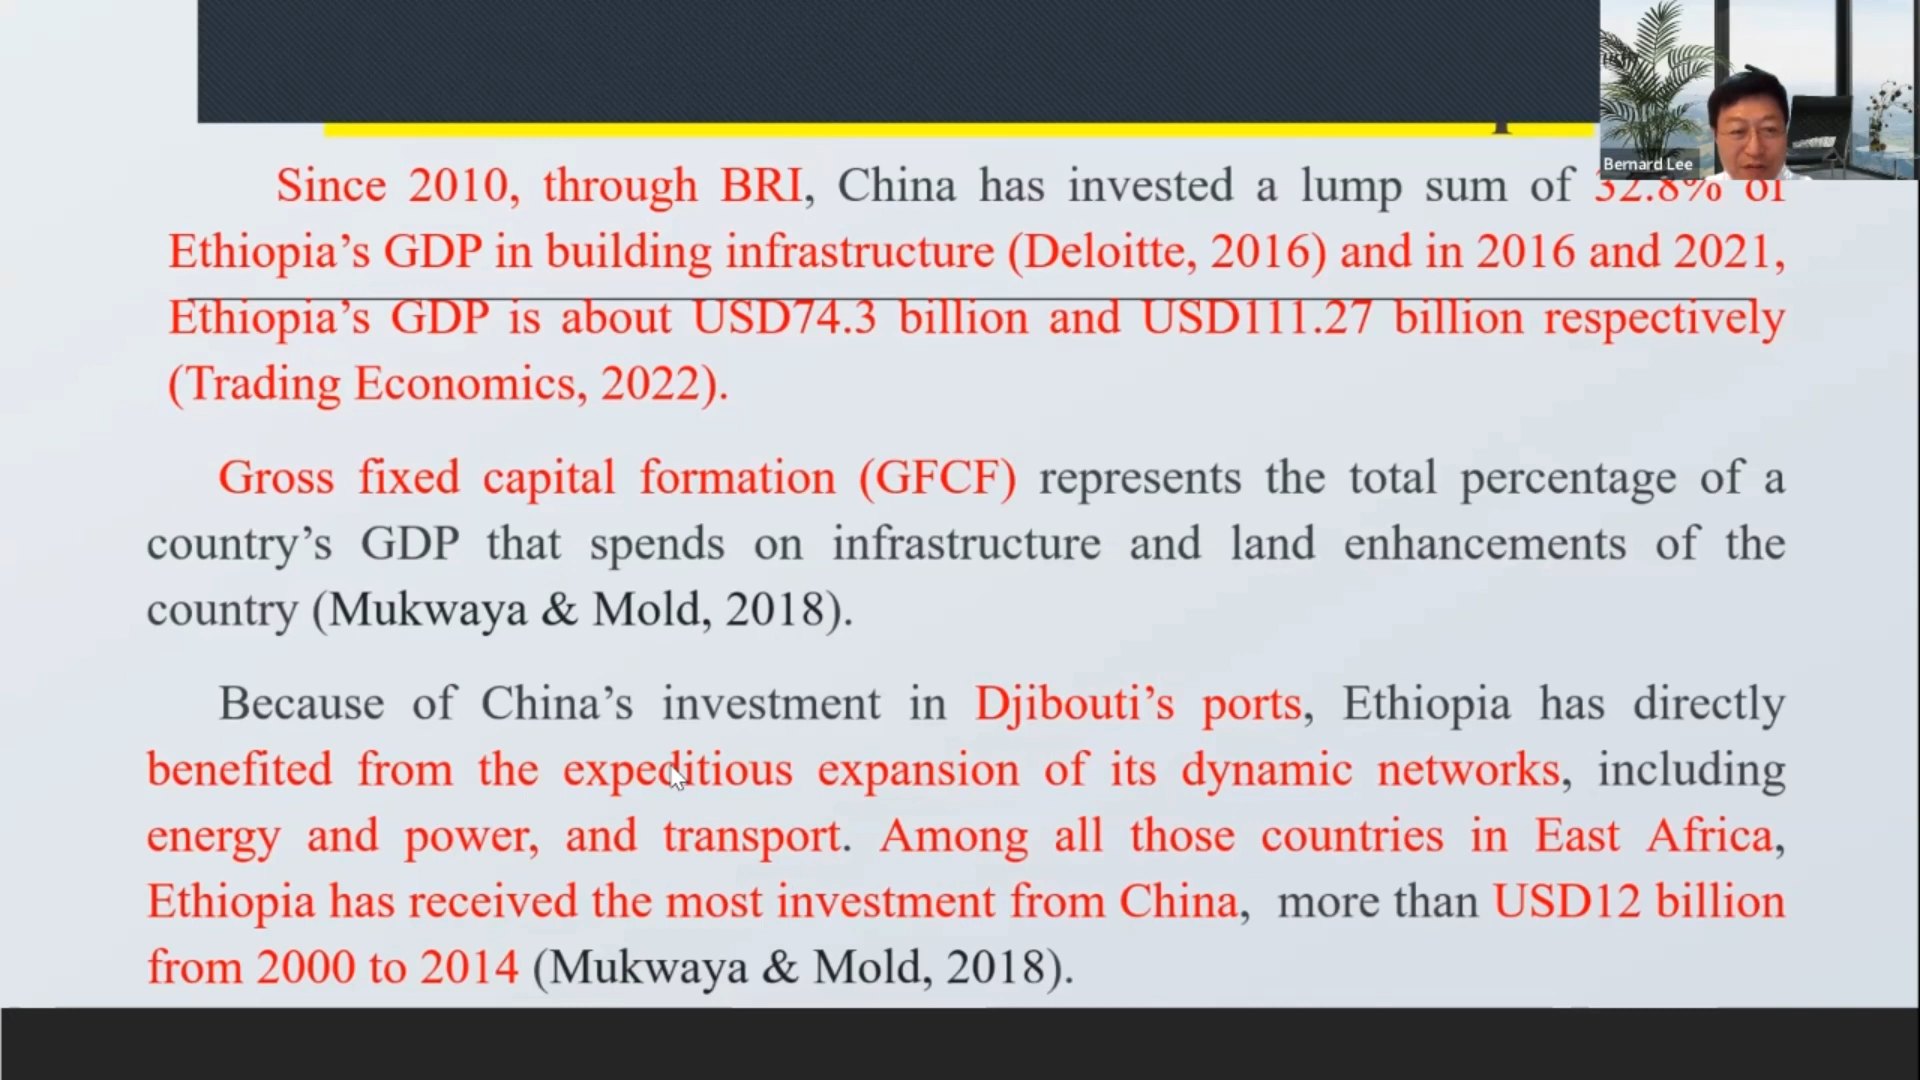 Bernard Lee
Since 2010, through BRI, China has invested a lump sum of 32.8% of
Ethiopia’s GDP in building infrastructure (Deloitte, 2016) and in 2016 and 2021,
Ethiopia’s GDP is about USD74.3 billion and USD111.27 billion respectively
(Trading Economics, 2022).
Gross fixed capital formation (GFCF) represents the total percentage of a
country’s GDP that spends on infrastructure and land enhancements of the
country (Mukwaya & Mold, 2018).
Because of China’s investment in Djibouti’s ports, Ethiopia has directly
benefited from the expeditious expansion of its dynamic networks, including
energy and power, and transport. Among all those countries in East Africa,
Ethiopia has received the most investment from China, more than USD12 billion
from 2000 to 2014 (Mukwaya & Mold, 2018).